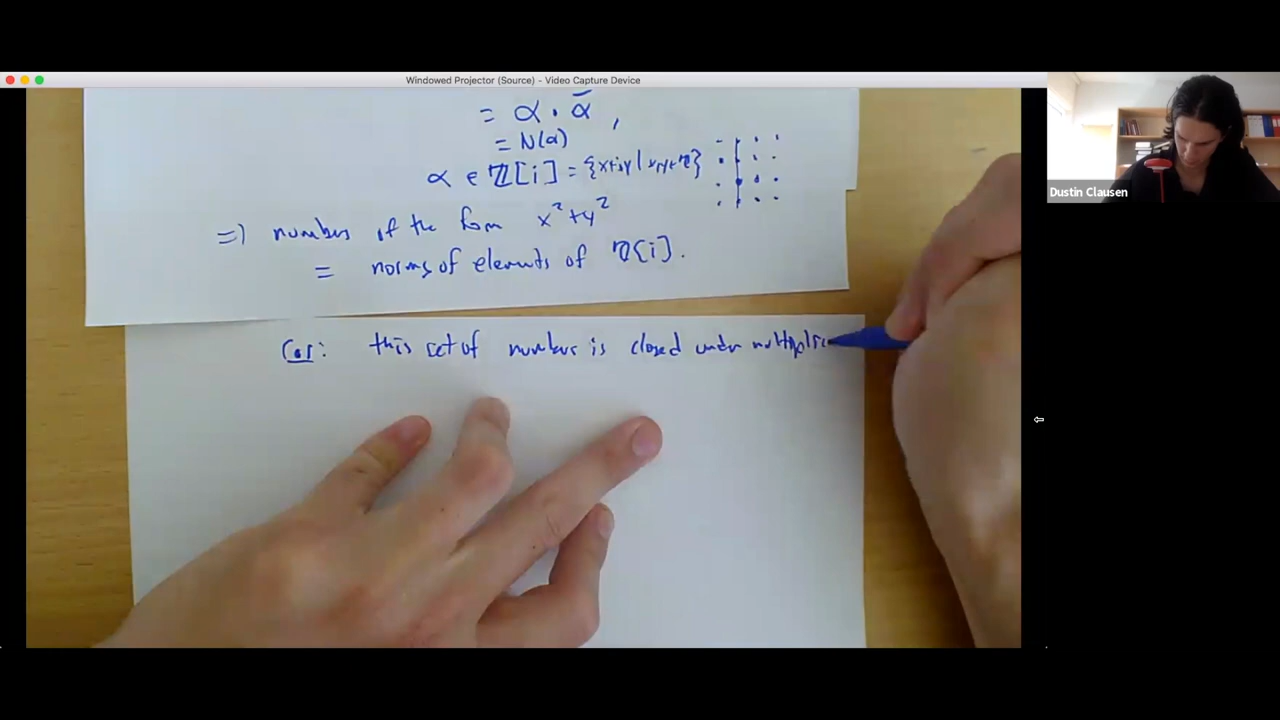 Windowed Projector (Source) - Video Capture Device
= α · ᾱ ,
= N(α)
α ∈ ℤ[i] = {x+iy | x,y∈ℤ}
=) numbers of the form x²+y²
= norms of elements of ℤ[i].
Dustin Clausen
Cor: this set of numbers is closed under multiplica